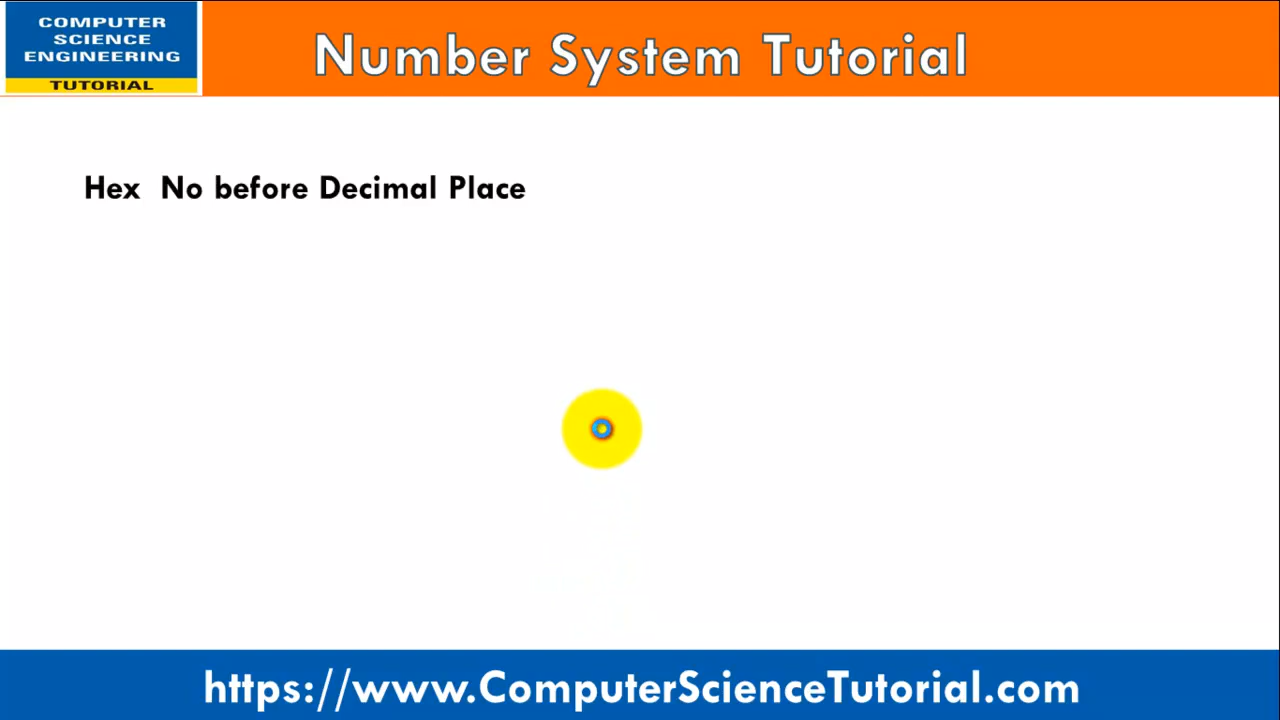 COMPUTER
SCIENCE
ENGINEERING
TUTORIAL
Number System Tutorial
Hex No before Decimal Place
https://www.ComputerScienceTutorial.com